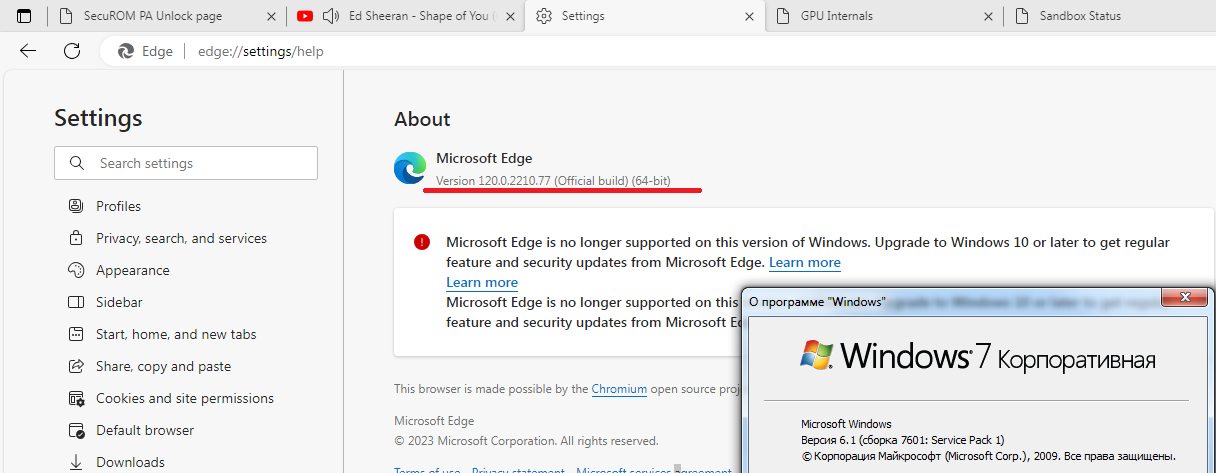 SecuROM PA Unlock page
Ed Sheeran - Shape of You
Settings
GPU Internals
Sandbox Status
Edge
edge://settings/help
Settings
Search settings
Profiles
Privacy, search, and services
Appearance
Sidebar
Start, home, and new tabs
Share, copy and paste
Cookies and site permissions
Default browser
Downloads
About
Microsoft Edge
Version 120.0.2210.77 (Official build) (64-bit)
Microsoft Edge is no longer supported on this version of Windows. Upgrade to Windows 10 or later to get regular
feature and security updates from Microsoft Edge. Learn more
Learn more
Microsoft Edge is no longer supported on this
feature and security updates from Microsoft
This browser is made possible by the Chromium open source
Microsoft Edge
© 2023 Microsoft Corporation. All rights reserved.
Terms of use Privacy statement Microsoft services agreement
О программе "Windows"
Windows 7 Корпоративная
Microsoft Windows
Версия 6.1 (сборка 7601: Service Pack 1)
© Корпорация Майкрософт (Microsoft Corp.), 2009. Все права защищены.